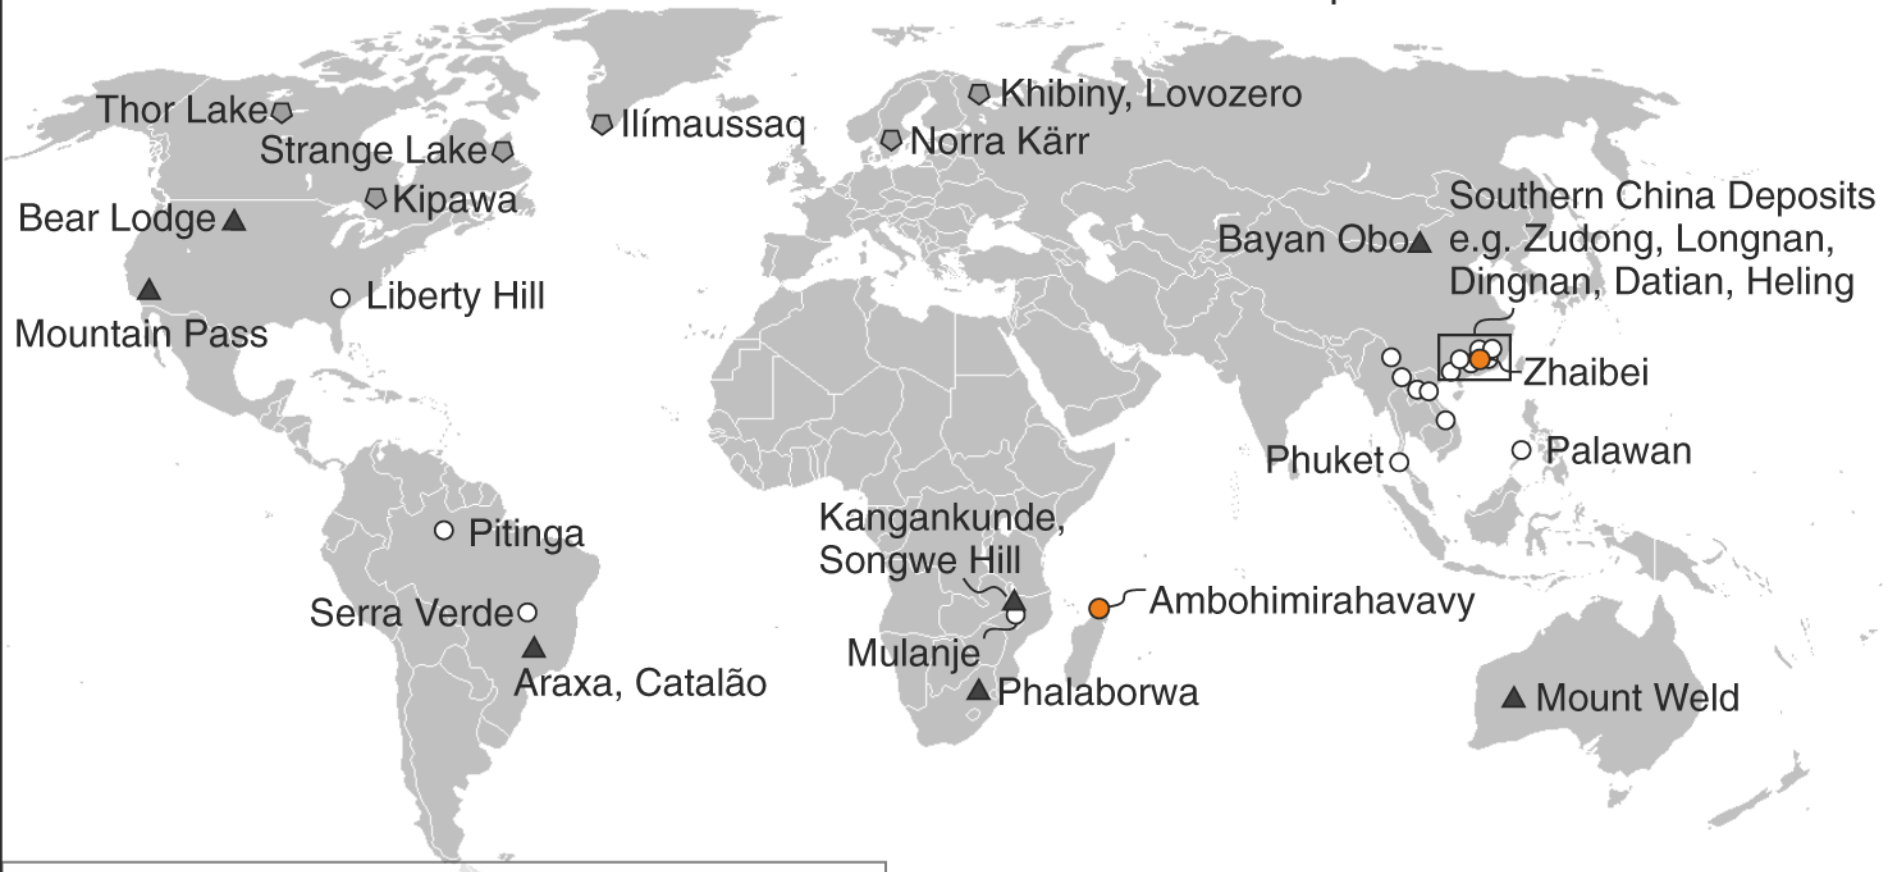 Khibiny, Lovozero
Thor Lake
Ilímaussaq
Norra Kärr
Strange Lake
Kipawa
Bear Lodge
Southern China Deposits
e.g. Zudong, Longnan,
Dingnan, Datian, Heling
Bayan Obo
Liberty Hill
Mountain Pass
Zhaibei
Phuket
Palawan
Pitinga
Kangankunde,
Songwe Hill
Serra Verde
Ambohimirahavavy
Mulanje
Araxa, Catalão
Phalaborwa
Mount Weld